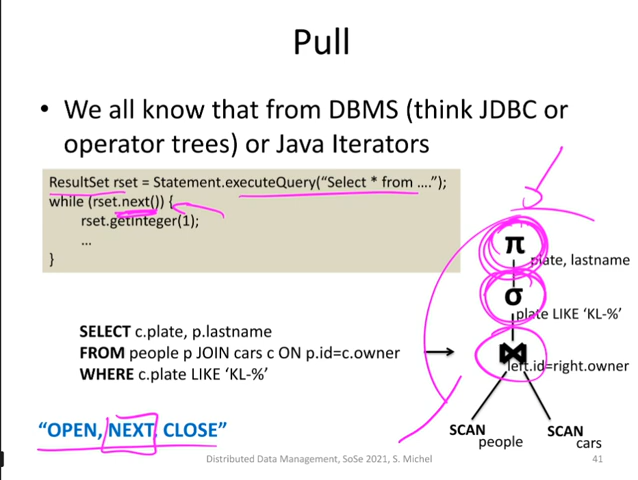 Pull
• We all know that from DBMS (think JDBC or
operator trees) or Java Iterators
ResultSet rset = Statement.executeQuery("Select * from ....");
while (rset.next()) {
rset.getInteger(1);
...
}
π
plate, lastname
σ
plate LIKE 'KL-%'
⋈
left.id=right.owner
SELECT c.plate, p.lastname
FROM people p JOIN cars c ON p.id=c.owner
WHERE c.plate LIKE 'KL-%'
SCAN
people
SCAN
cars
"OPEN, NEXT, CLOSE"
Distributed Data Management, SoSe 2021, S. Michel
41